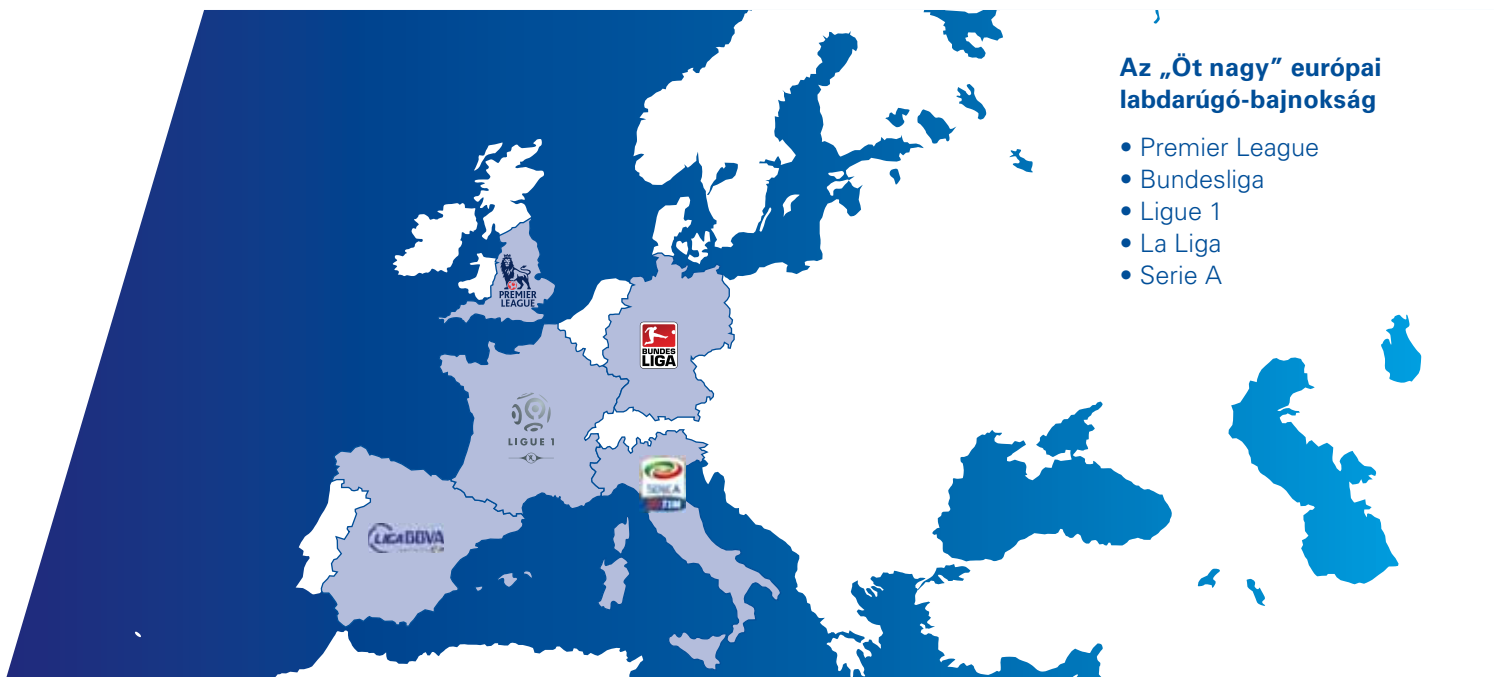 Az „Öt nagy” európai
labdarúgó-bajnokság
• Premier League
• Bundesliga
• Ligue 1
• La Liga
• Serie A
PREMIER
LEAGUE
BUNDES
LIGA
LIGUE 1
SERIE A
TIM
LIGA BBVA